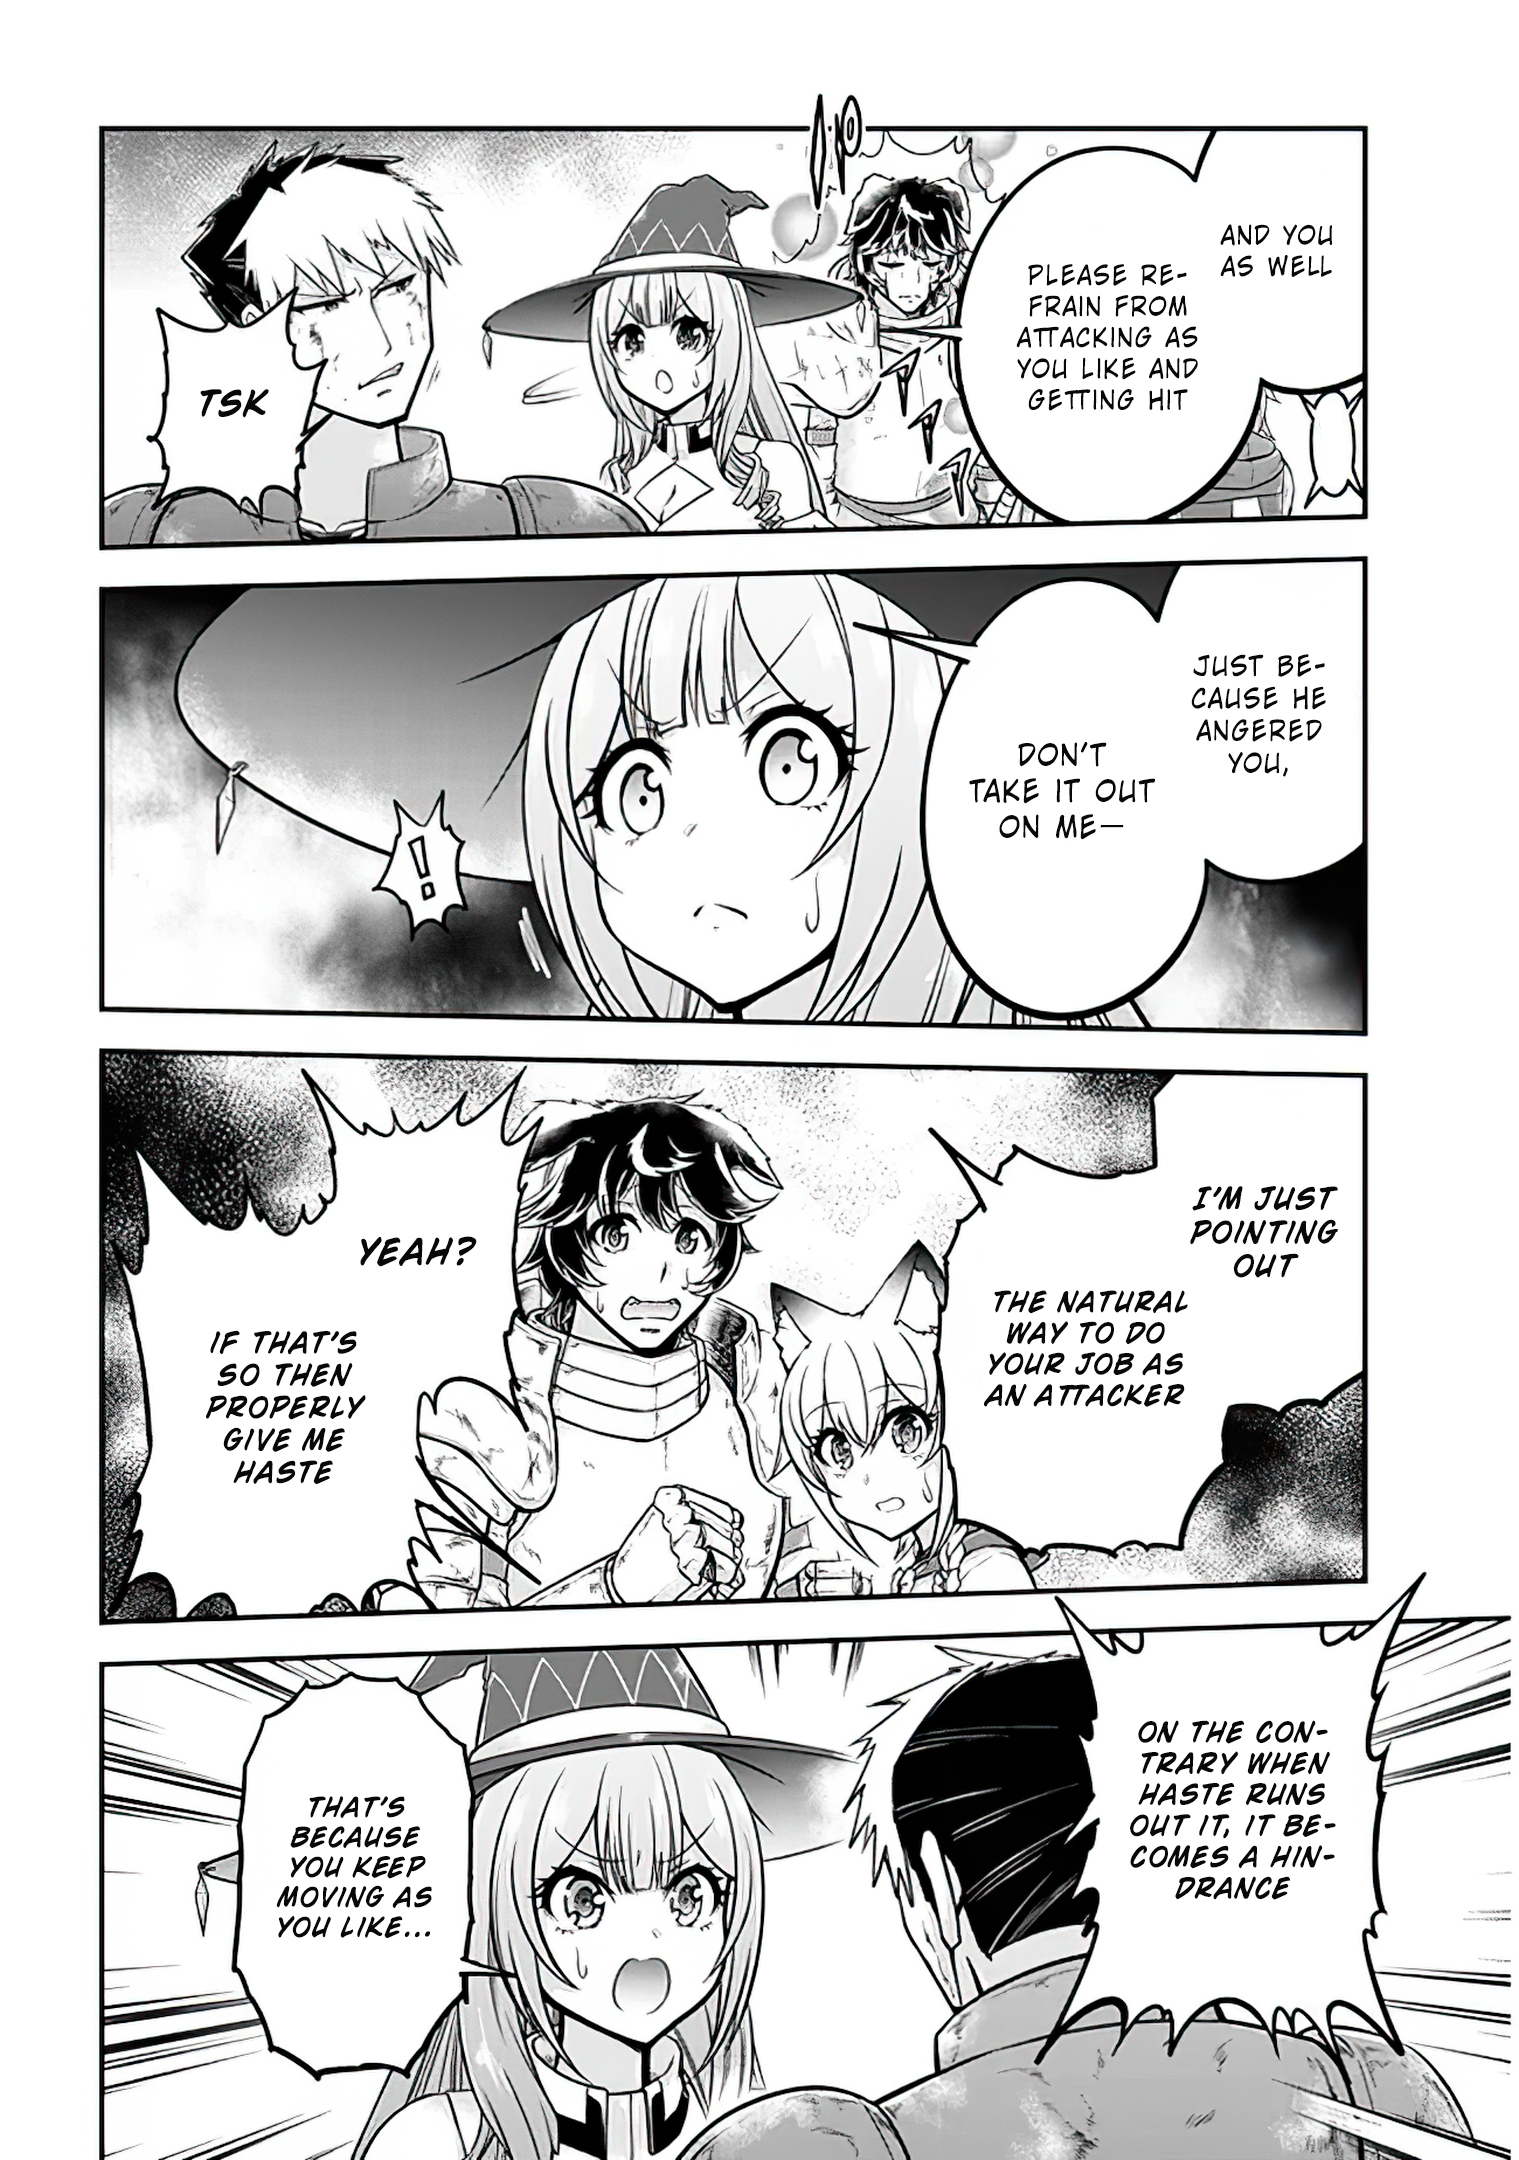 AND YOU
AS WELL
PLEASE RE-
FRAIN FROM
ATTACKING AS
YOU LIKE AND
GETTING HIT
TSK
JUST BE-
CAUSE HE
ANGERED
YOU,
DON'T
TAKE IT OUT
ON ME—
!
I'M JUST
POINTING
OUT
THE NATURAL
WAY TO DO
YOUR JOB AS
AN ATTACKER
YEAH?
IF THAT'S
SO THEN
PROPERLY
GIVE ME
HASTE
ON THE CON-
TRARY WHEN
HASTE RUNS
OUT IT, IT BE-
COMES A HIN-
DRANCE
THAT'S
BECAUSE
YOU KEEP
MOVING AS
YOU LIKE...